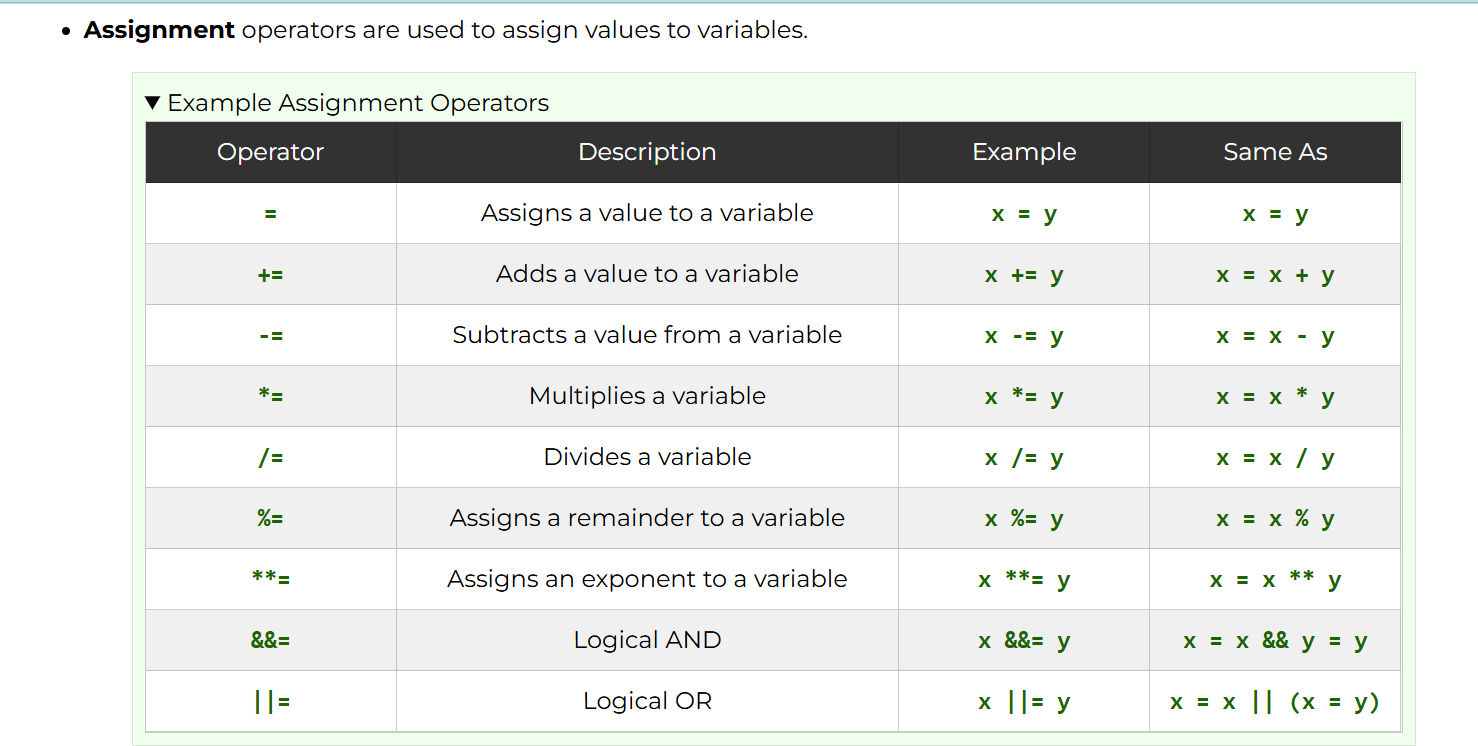 • Assignment operators are used to assign values to variables.
▼ Example Assignment Operators
Operator Description Example Same As
= Assigns a value to a variable x = y x = y
+= Adds a value to a variable x += y x = x + y
-= Subtracts a value from a variable x -= y x = x - y
*= Multiplies a variable x *= y x = x * y
/= Divides a variable x /= y x = x / y
%= Assigns a remainder to a variable x %= y x = x % y
**= Assigns an exponent to a variable x **= y x = x ** y
&&= Logical AND x &&= y x = x && y = y
||= Logical OR x ||= y x = x || (x = y)